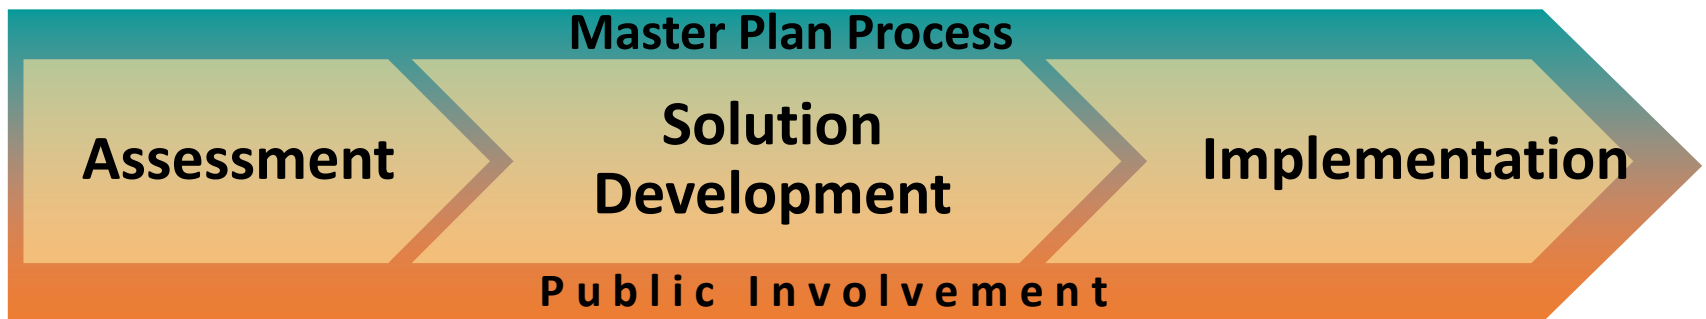 Master Plan Process
Assessment
Solution
Development
Implementation
Public Involvement